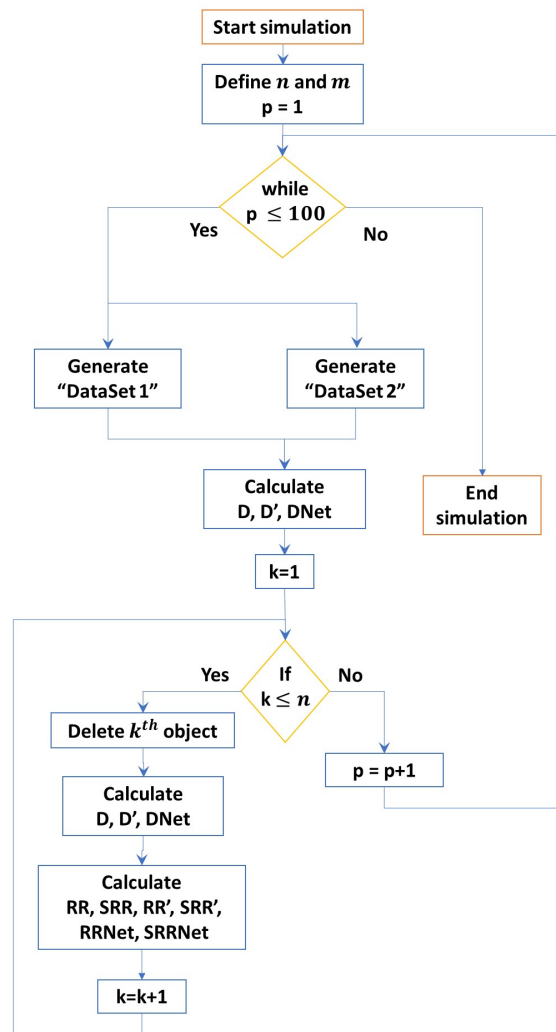 Start simulation
Define n and m
p = 1
while
p ≤ 100
Yes
No
Generate
“DataSet 1”
Generate
“DataSet 2”
Calculate
D, D’, DNet
End
simulation
k=1
If
k ≤ n
Yes
No
Delete kᵗʰ object
p = p+1
Calculate
D, D’, DNet
Calculate
RR, SRR, RR’, SRR’,
RRNet, SRRNet
k=k+1